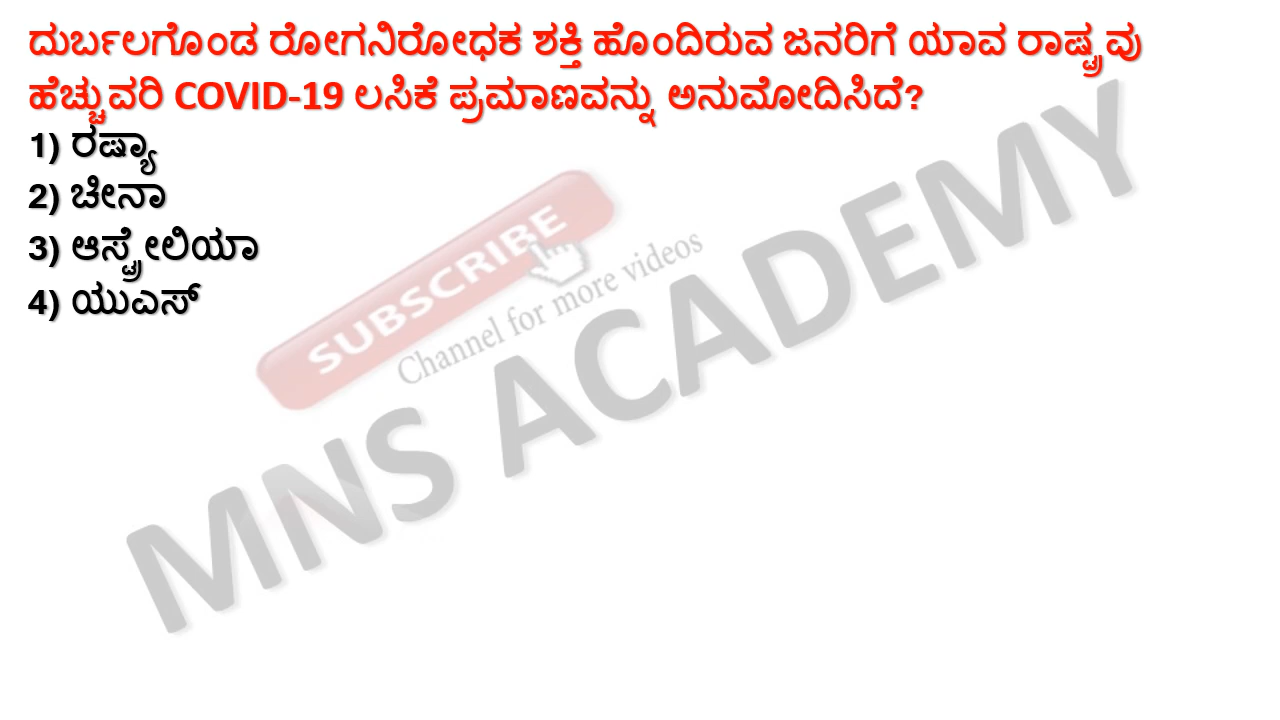 ದುರ್ಬಲಗೊಂಡ ರೋಗನಿರೋಧಕ ಶಕ್ತಿ ಹೊಂದಿರುವ ಜನರಿಗೆ ಯಾವ ರಾಷ್ಟ್ರವು
ಹೆಚ್ಚುವರಿ COVID-19 ಲಸಿಕೆ ಪ್ರಮಾಣವನ್ನು ಅನುಮೋದಿಸಿದೆ?
1) ರಷ್ಯಾ
2) ಚೀನಾ
3) ಆಸ್ಟ್ರೇಲಿಯಾ
4) ಯುಎಸ್
SUBSCRIBE
Channel for more videos
MNS ACADEMY